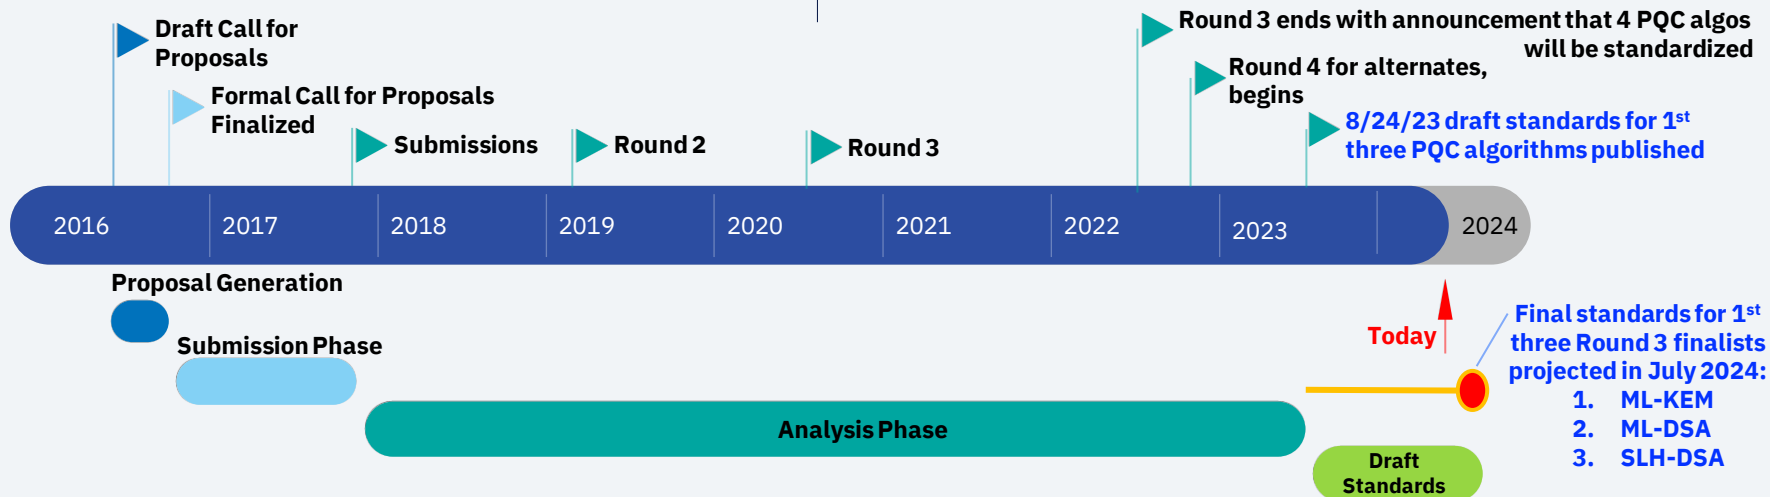 Draft Call for
Proposals
Formal Call for Proposals
Finalized
Submissions
Round 2
Round 3
Round 3 ends with announcement that 4 PQC algos
will be standardized
Round 4 for alternates,
begins
8/24/23 draft standards for 1st
three PQC algorithms published
2016
2017
2018
2019
2020
2021
2022
2023
2024
Proposal Generation
Submission Phase
Analysis Phase
Today
Final standards for 1st
three Round 3 finalists
projected in July 2024:
1. ML-KEM
2. ML-DSA
3. SLH-DSA
Draft
Standards